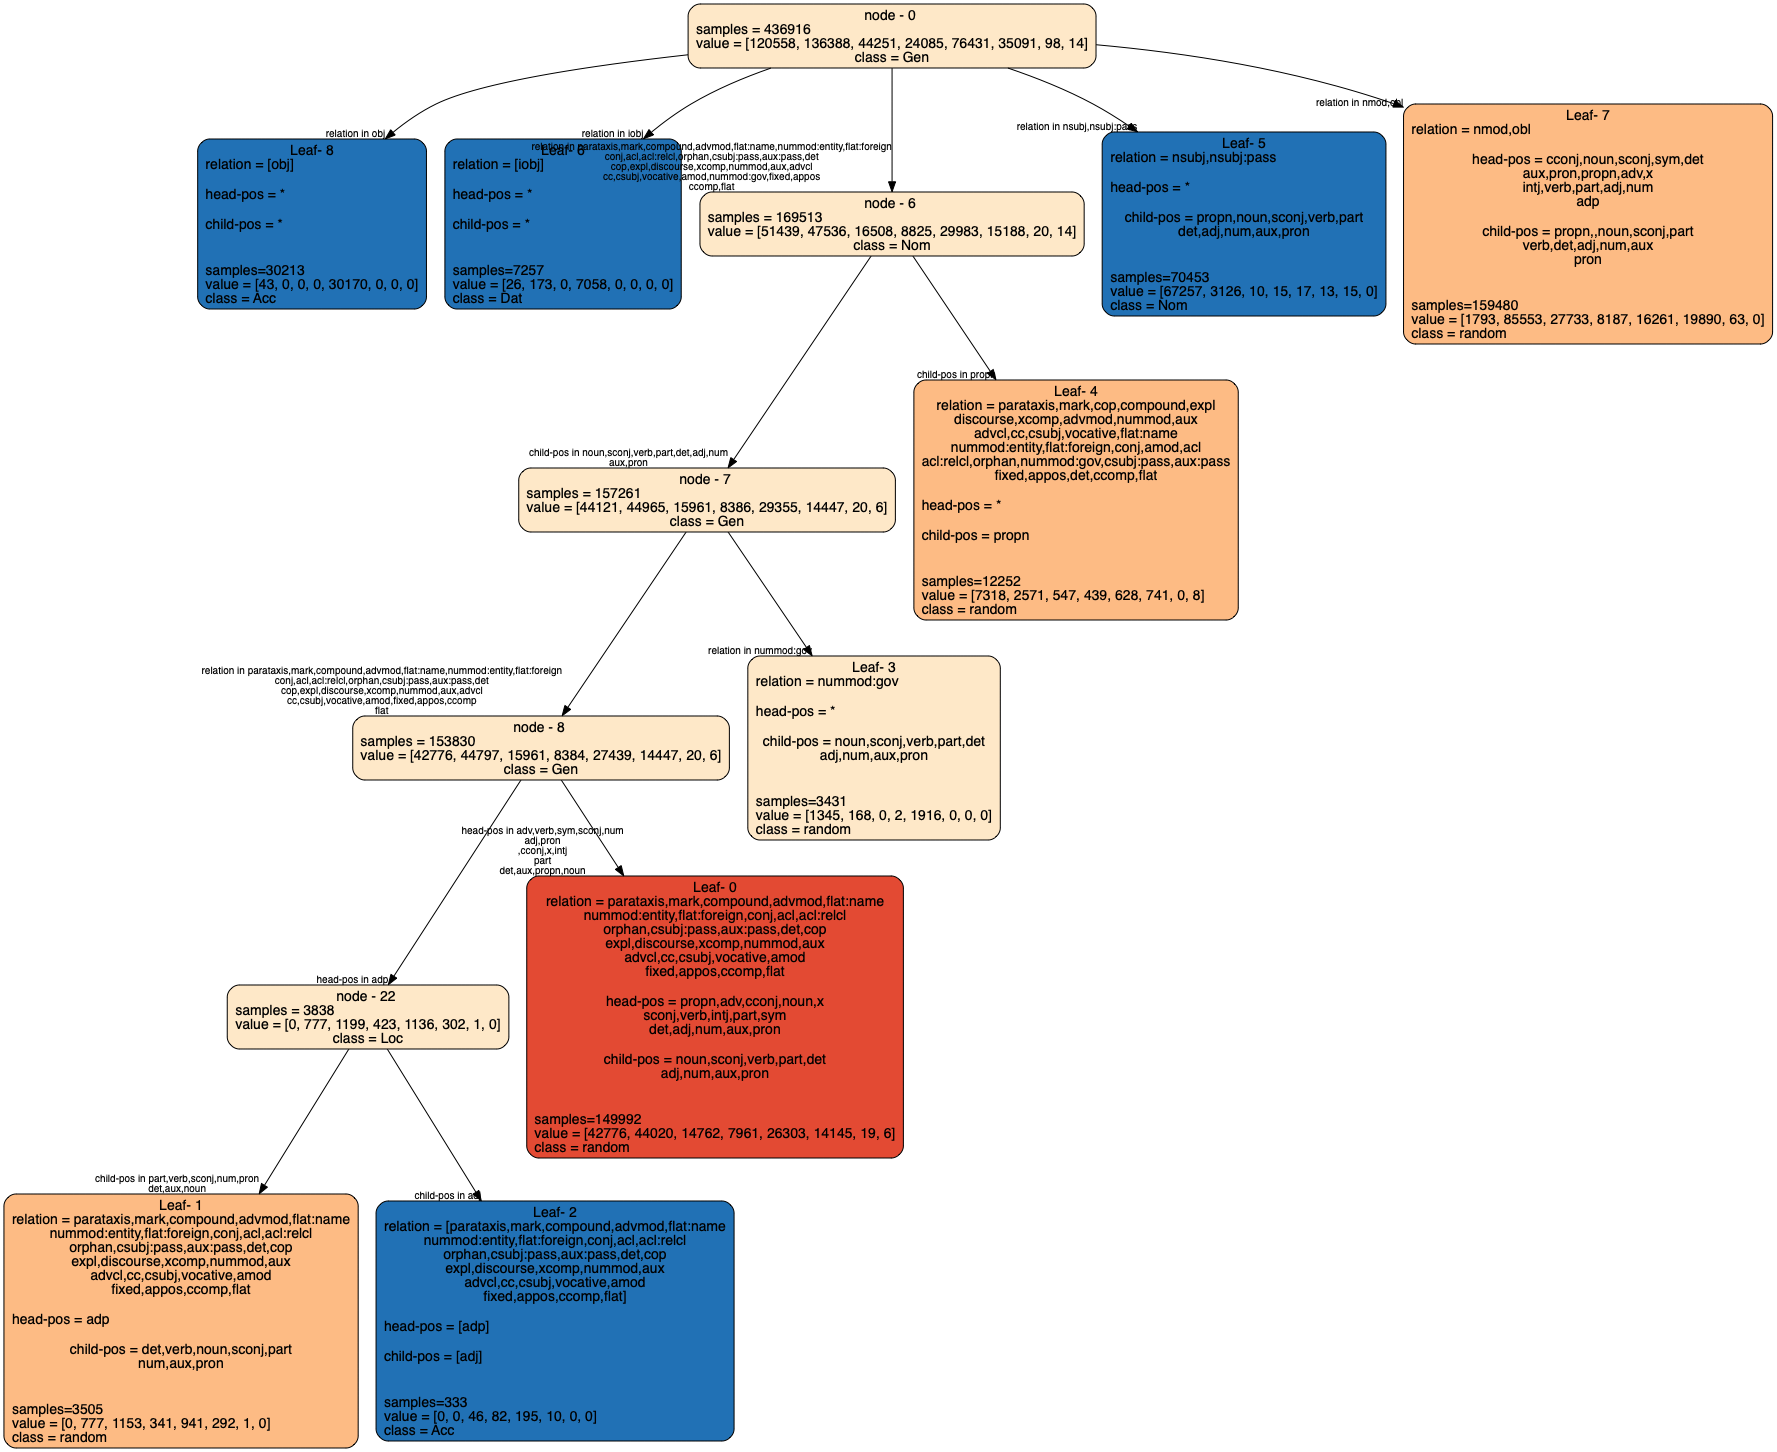 node - 0
samples = 436916
value = [120558, 136388, 44251, 24085, 76431, 35091, 98, 14]
class = Gen
relation in obj
Leaf- 8
relation = [obj]
head-pos = *
child-pos = *
samples=30213
value = [43, 0, 0, 0, 30170, 0, 0, 0]
class = Acc
relation in iobj
Leaf- 6
relation = [iobj]
head-pos = *
child-pos = *
samples=7257
value = [26, 173, 0, 7058, 0, 0, 0, 0]
class = Dat
relation in parataxis,mark,compound,advmod,flat:name,nummod:entity,flat:foreign
conj,acl,acl:relcl,orphan,csubj:pass,aux:pass,det
cop,expl,discourse,xcomp,nummod,aux,advcl
cc,csubj,vocative,amod,nummod:gov,fixed,appos
ccomp,flat
node - 6
samples = 169513
value = [51439, 47536, 16508, 8825, 29983, 15188, 20, 14]
class = Nom
relation in nsubj,nsubj:pass
Leaf- 5
relation = nsubj,nsubj:pass
head-pos = *
child-pos = propn,noun,sconj,verb,part
det,adj,num,aux,pron
samples=70453
value = [67257, 3126, 10, 15, 17, 13, 15, 0]
class = Nom
relation in nmod,obl
Leaf- 7
relation = nmod,obl
head-pos = cconj,noun,sconj,sym,det
aux,pron,propn,adv,x
intj,verb,part,adj,num
adp
child-pos = propn,,noun,sconj,part
verb,det,adj,num,aux
pron
samples=159480
value = [1793, 85553, 27733, 8187, 16261, 19890, 63, 0]
class = random
child-pos in propn
Leaf- 4
relation = parataxis,mark,cop,compound,expl
discourse,xcomp,advmod,nummod,aux
advcl,cc,csubj,vocative,flat:name
nummod:entity,flat:foreign,conj,amod,acl
acl:relcl,orphan,nummod:gov,csubj:pass,aux:pass
fixed,appos,det,ccomp,flat
head-pos = *
child-pos = propn
samples=12252
value = [7318, 2571, 547, 439, 628, 741, 0, 8]
class = random
child-pos in noun,sconj,verb,part,det,adj,num
aux,pron
node - 7
samples = 157261
value = [44121, 44965, 15961, 8386, 29355, 14447, 20, 6]
class = Gen
relation in nummod:gov
Leaf- 3
relation = nummod:gov
head-pos = *
child-pos = noun,sconj,verb,part,det
adj,num,aux,pron
samples=3431
value = [1345, 168, 0, 2, 1916, 0, 0, 0]
class = random
relation in parataxis,mark,compound,advmod,flat:name,nummod:entity,flat:foreign
conj,acl,acl:relcl,orphan,csubj:pass,aux:pass,det
cop,expl,discourse,xcomp,nummod,aux,advcl
cc,csubj,vocative,amod,fixed,appos,ccomp
flat
node - 8
samples = 153830
value = [42776, 44797, 15961, 8384, 27439, 14447, 20, 6]
class = Gen
head-pos in adv,verb,sym,sconj,num
adj,pron
,cconj,x,intj
part
det,aux,propn,noun
Leaf- 0
relation = parataxis,mark,compound,advmod,flat:name
nummod:entity,flat:foreign,conj,acl,acl:relcl
orphan,csubj:pass,aux:pass,det,cop
expl,discourse,xcomp,nummod,aux
advcl,cc,csubj,vocative,amod
fixed,appos,ccomp,flat
head-pos = propn,adv,cconj,noun,x
sconj,verb,intj,part,sym
det,adj,num,aux,pron
child-pos = noun,sconj,verb,part,det
adj,num,aux,pron
samples=149992
value = [42776, 44020, 14762, 7961, 26303, 14145, 19, 6]
class = random
head-pos in adp
node - 22
samples = 3838
value = [0, 777, 1199, 423, 1136, 302, 1, 0]
class = Loc
child-pos in part,verb,sconj,num,pron
det,aux,noun
Leaf- 1
relation = parataxis,mark,compound,advmod,flat:name
nummod:entity,flat:foreign,conj,acl,acl:relcl
orphan,csubj:pass,aux:pass,det,cop
expl,discourse,xcomp,nummod,aux
advcl,cc,csubj,vocative,amod
fixed,appos,ccomp,flat
head-pos = adp
child-pos = det,verb,noun,sconj,part
num,aux,pron
samples=3505
value = [0, 777, 1153, 341, 941, 292, 1, 0]
class = random
child-pos in adj
Leaf- 2
relation = [parataxis,mark,compound,advmod,flat:name
nummod:entity,flat:foreign,conj,acl,acl:relcl
orphan,csubj:pass,aux:pass,det,cop
expl,discourse,xcomp,nummod,aux
advcl,cc,csubj,vocative,amod
fixed,appos,ccomp,flat]
head-pos = [adp]
child-pos = [adj]
samples=333
value = [0, 0, 46, 82, 195, 10, 0, 0]
class = Acc